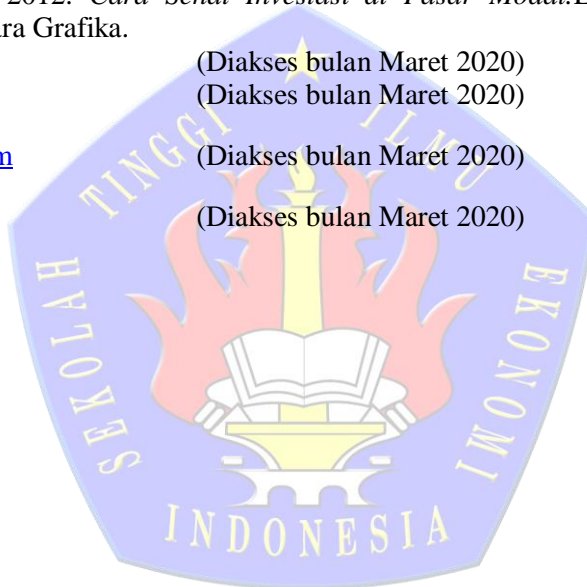 2012. Cara Sehat Investasi di Pasar Modal.
ara Grafika.
(Diakses bulan Maret 2020)
(Diakses bulan Maret 2020)
m (Diakses bulan Maret 2020)
(Diakses bulan Maret 2020)
SEKOLAH TINGGI ILMU EKONOMI
INDONESIA